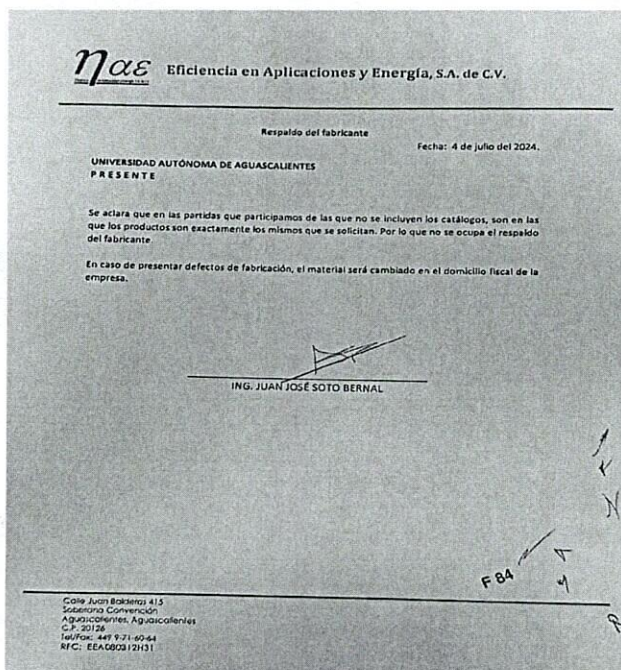 ηαε Eficiencia en Aplicaciones y Energía, S.A. de C.V.
Respaldo del fabricante
Fecha: 4 de julio del 2024.
UNIVERSIDAD AUTÓNOMA DE AGUASCALIENTES
P R E S E N T E
Se aclara que en las partidas que participamos de las que no se incluyen los catálogos, son en las
que los productos son exactamente los mismos que se solicitan. Por lo que no se ocupa el respaldo
del fabricante.
En caso de presentar defectos de fabricación, el material será cambiado en el domicilio fiscal de la
empresa.
ING. JUAN JOSÉ SOTO BERNAL
F 84
Calle Juan Balderas 415
Soberana Convención
Aguascalientes, Aguascalientes
C.P. 20126
Tel/Fax: 449 9-71-60-64
RFC: EEA080312H31